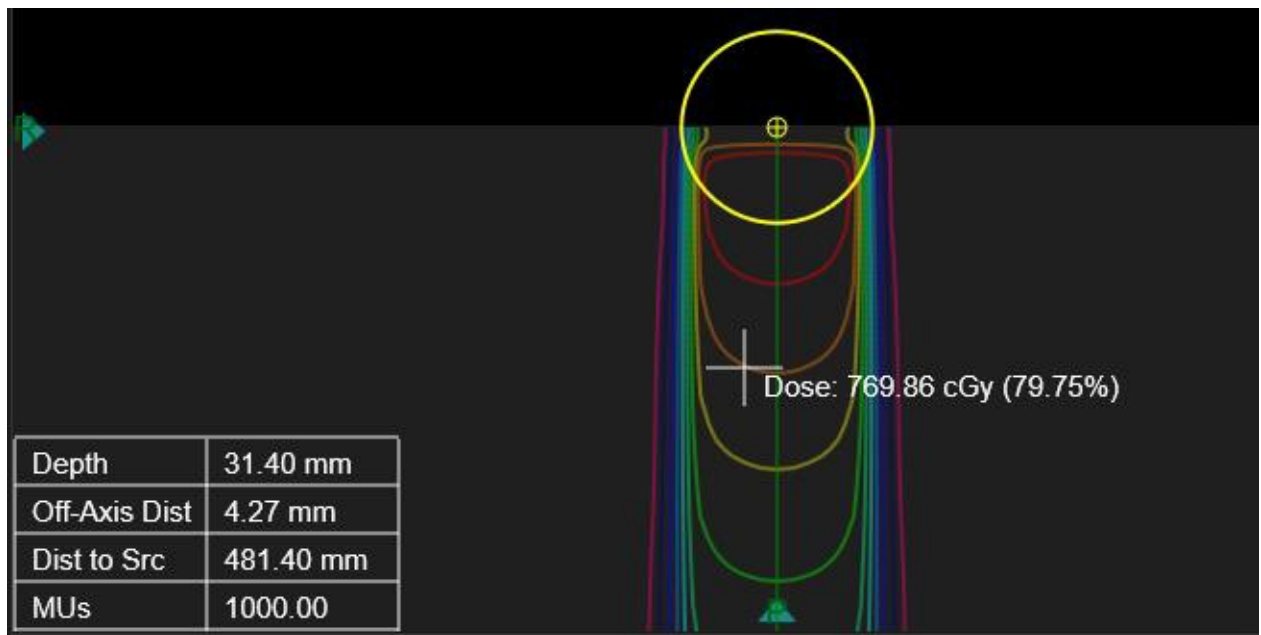 Dose: 769.86 cGy (79.75%)
Depth 31.40 mm
Off-Axis Dist 4.27 mm
Dist to Src 481.40 mm
MUs 1000.00